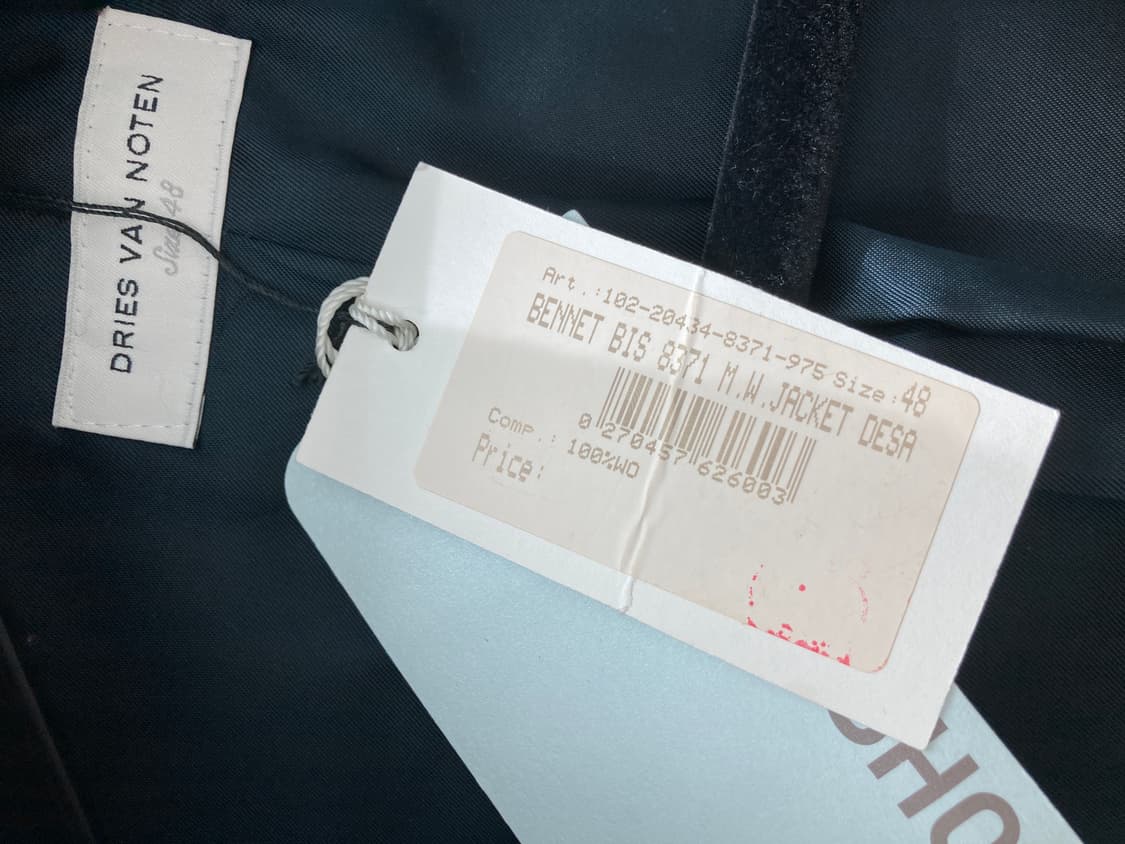 DRIES VAN NOTEN
Size 48
Art.:102-20434-8371-975 Size:48
BENNET BIS 8371 M.W.JACKET DESA
0 270457 626003
Comp.: 100%WO
Price: